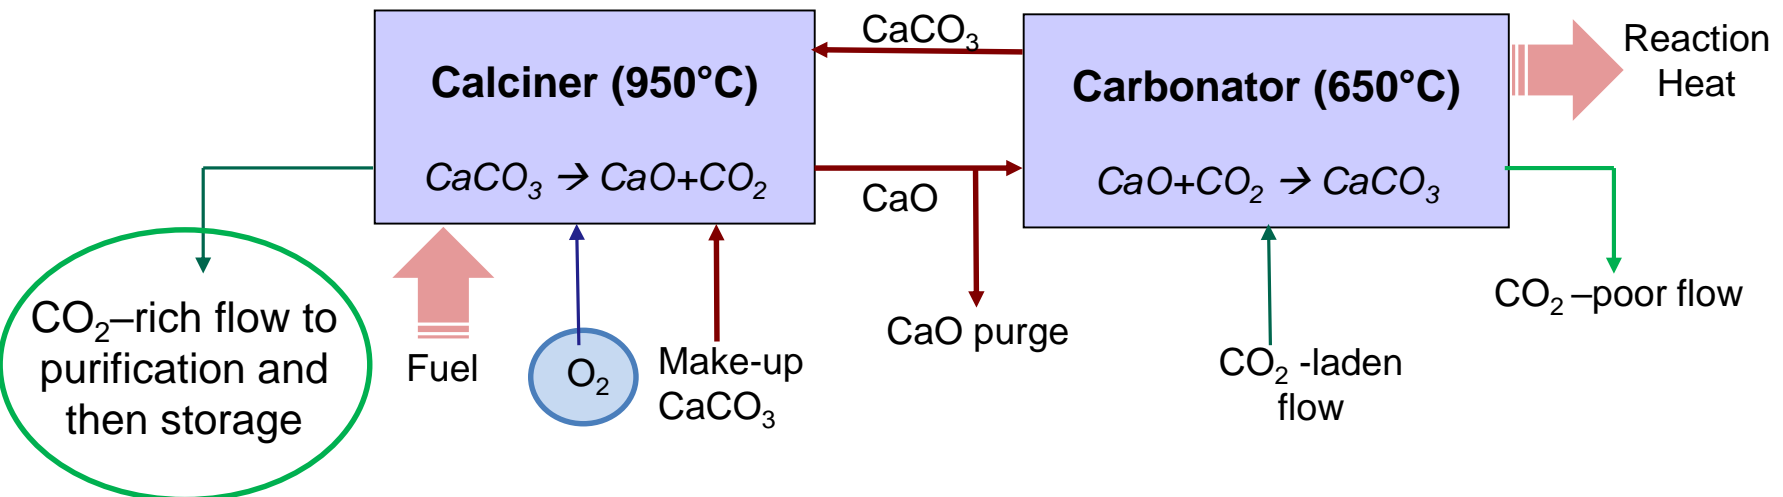 CaCO₃
Reaction
Heat
Calciner (950°C)
Carbonator (650°C)
CaCO₃ → CaO+CO₂
CaO
CaO+CO₂ → CaCO₃
CO₂–rich flow to
purification and
then storage
Fuel
O₂
Make-up
CaCO₃
CaO purge
CO₂ -laden
flow
CO₂ –poor flow